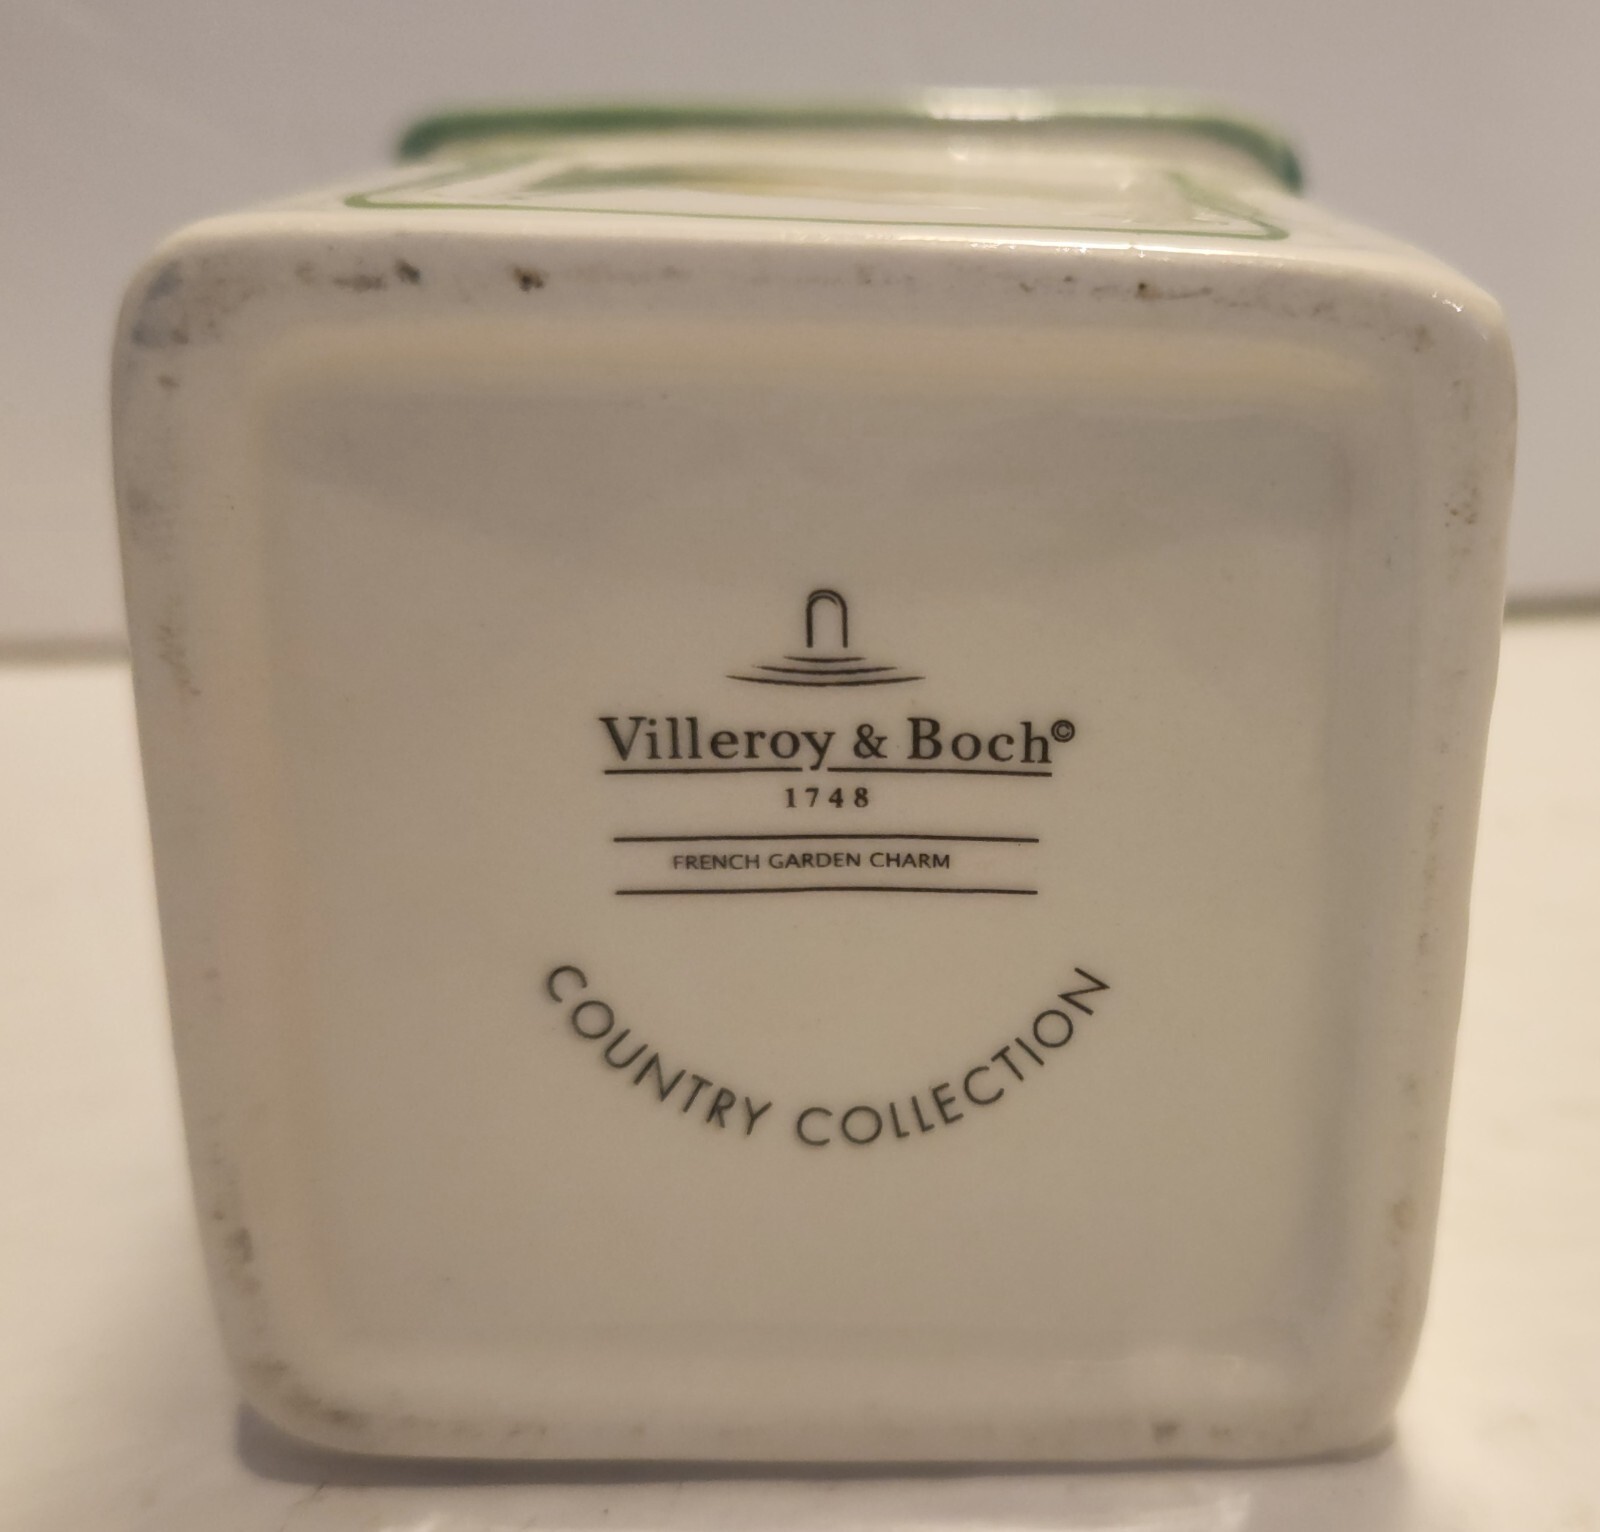 Villeroy & Boch©
1748
FRENCH GARDEN CHARM
COUNTRY COLLECTION